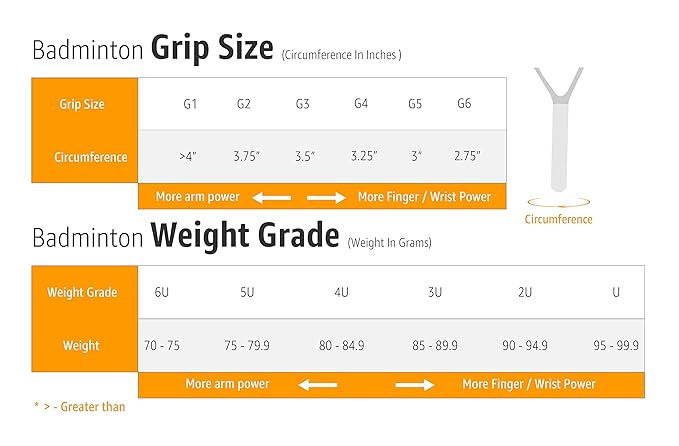 Badminton Grip Size (Circumference In Inches )
Grip Size G1 G2 G3 G4 G5 G6
Circumference >4” 3.75” 3.5” 3.25” 3” 2.75”
More arm power More Finger / Wrist Power
Circumference
Badminton Weight Grade (Weight In Grams)
Weight Grade 6U 5U 4U 3U 2U U
Weight 70 - 75 75 - 79.9 80 - 84.9 85 - 89.9 90 - 94.9 95 - 99.9
More arm power More Finger / Wrist Power
* > - Greater than